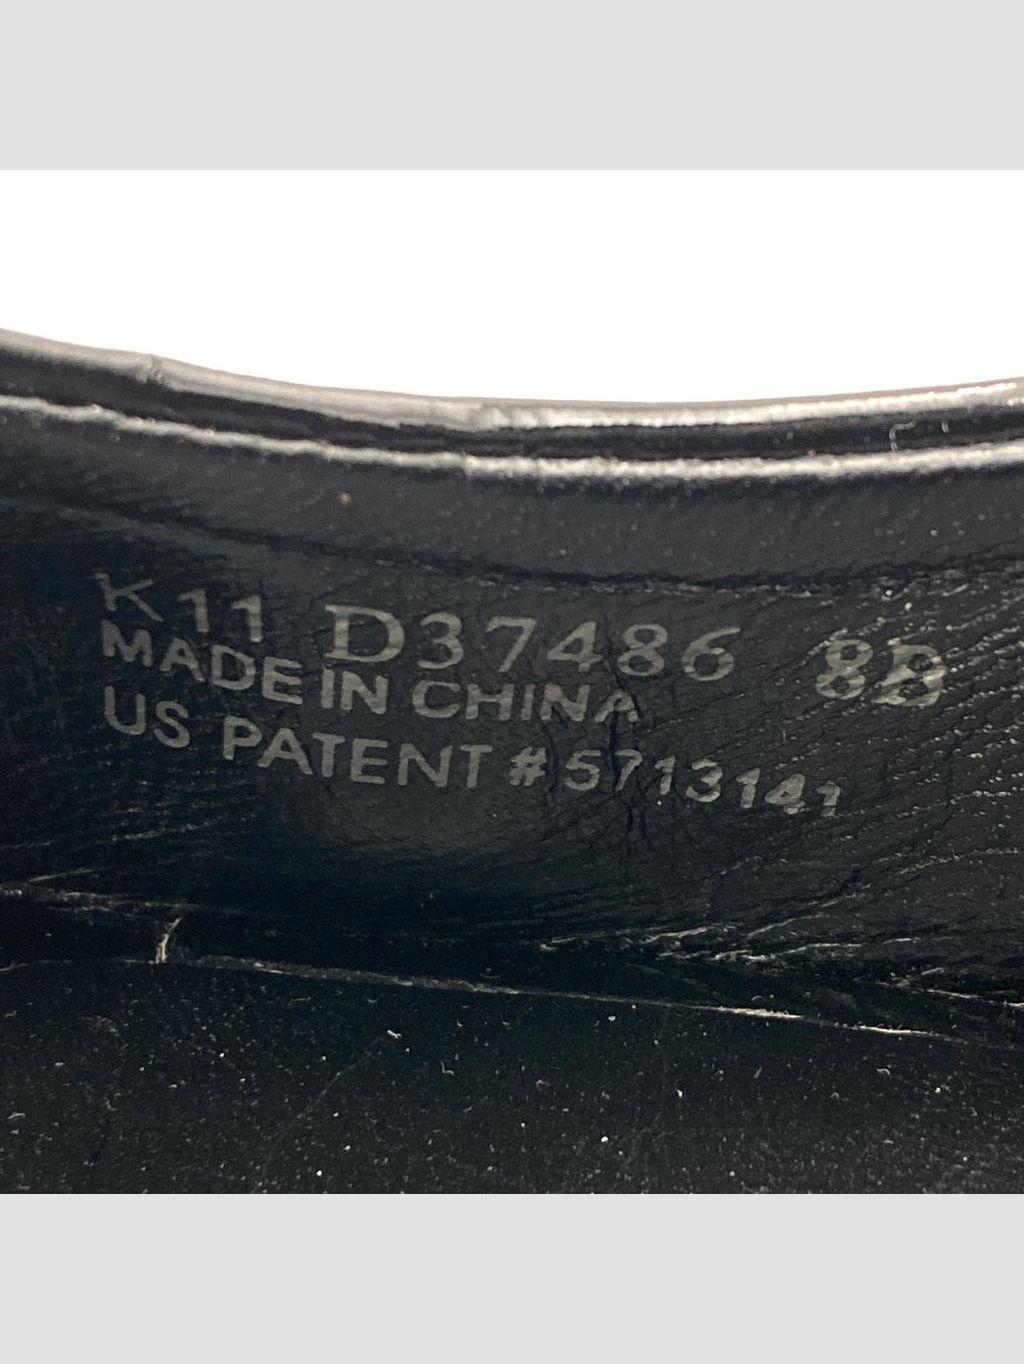 K11 D37486 8B
MADE IN CHINA
US PATENT #5713141